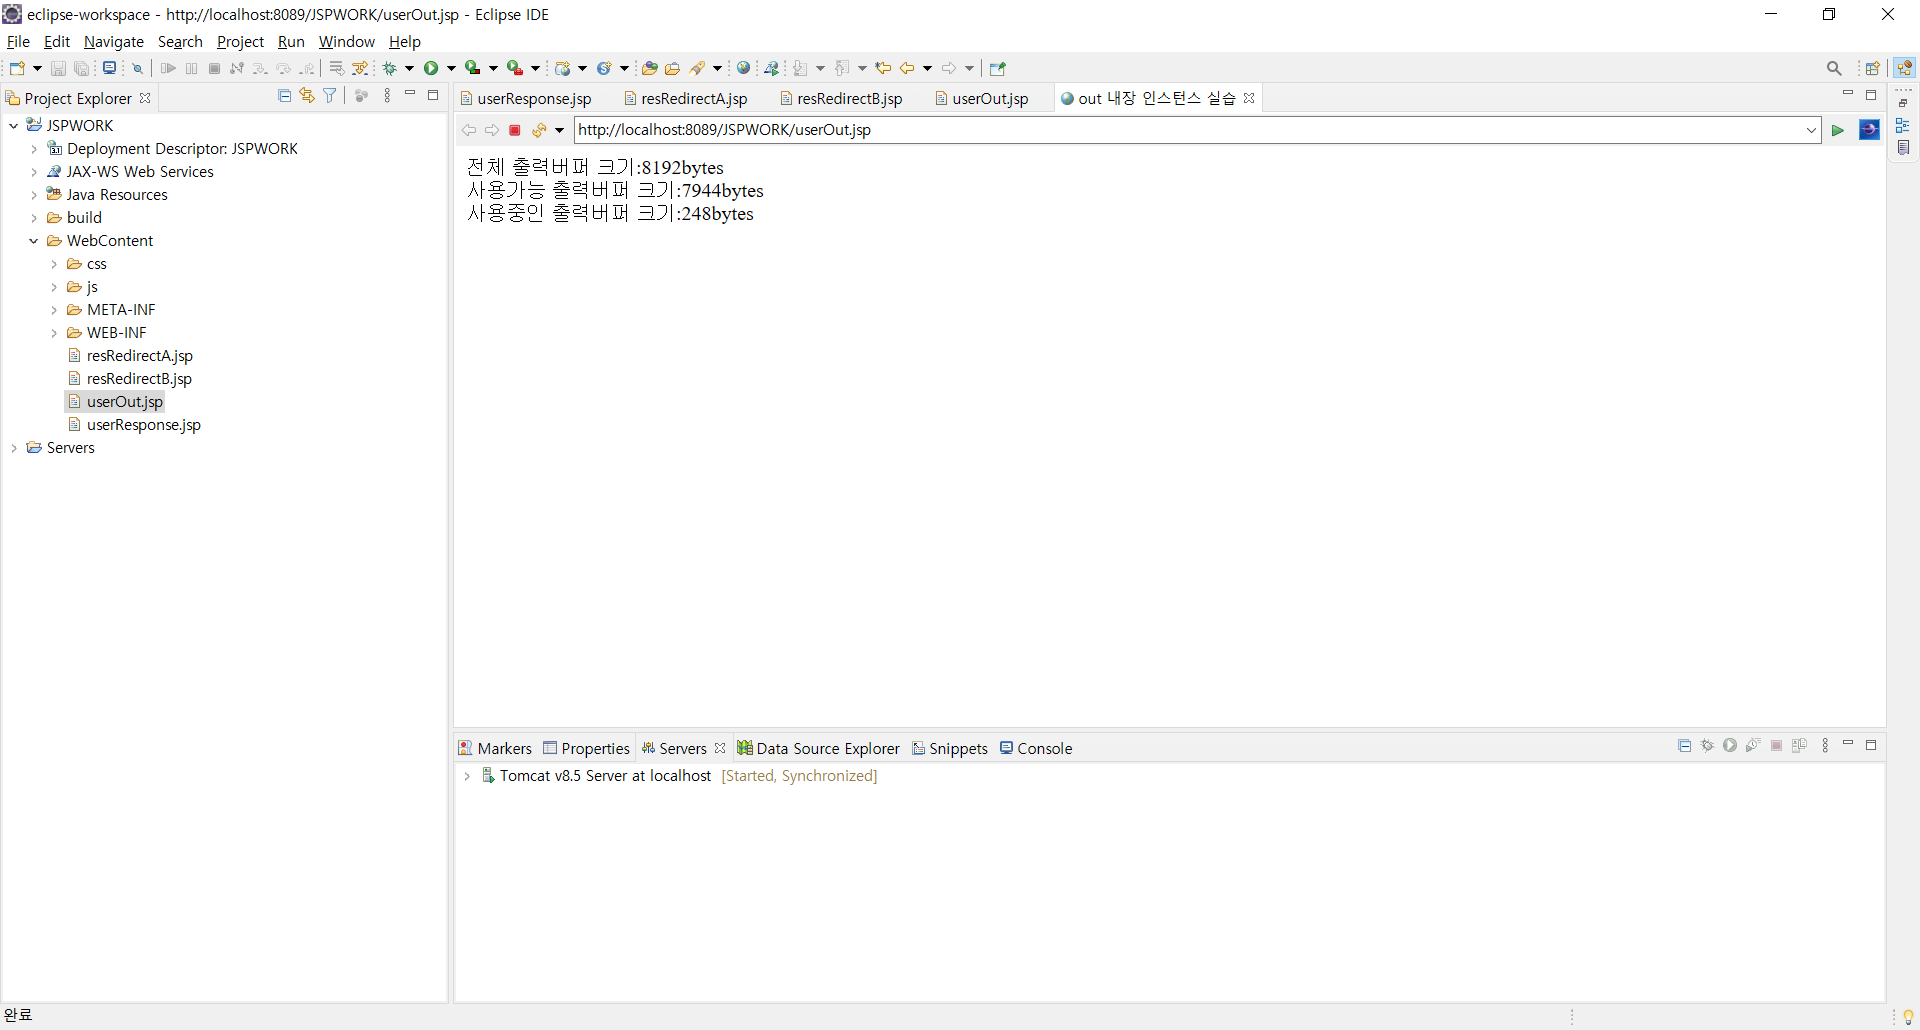 eclipse-workspace - http://localhost:8089/JSPWORK/userOut.jsp - Eclipse IDE
File Edit Navigate Search Project Run Window Help
Project Explorer
JSPWORK
Deployment Descriptor: JSPWORK
JAX-WS Web Services
Java Resources
build
WebContent
css
js
META-INF
WEB-INF
resRedirectA.jsp
resRedirectB.jsp
userOut.jsp
userResponse.jsp
Servers
userResponse.jsp resRedirectA.jsp resRedirectB.jsp userOut.jsp out 내장 인스턴스 실습
http://localhost:8089/JSPWORK/userOut.jsp
전체 출력버퍼 크기:8192bytes
사용가능 출력버퍼 크기:7944bytes
사용중인 출력버퍼 크기:248bytes
Markers Properties Servers Data Source Explorer Snippets Console
Tomcat v8.5 Server at localhost [Started, Synchronized]
완료